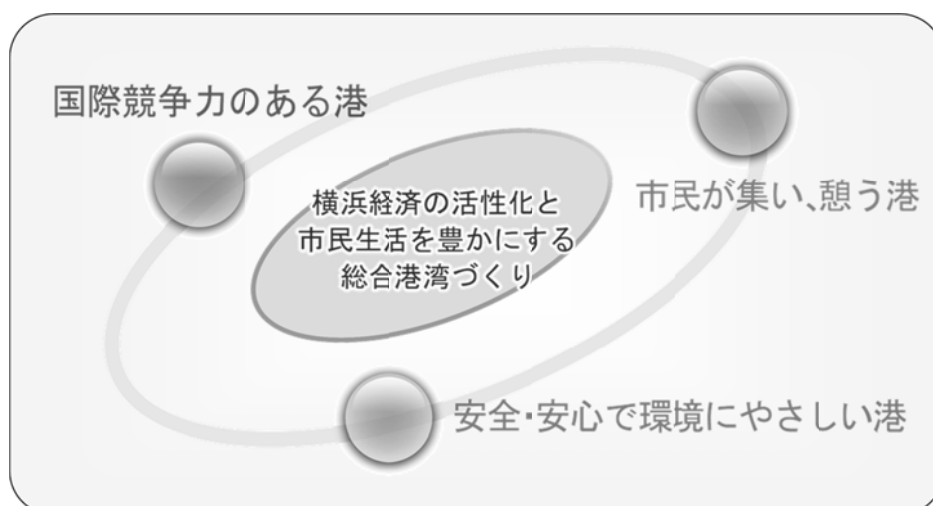 国際競争力のある港
市民が集い、憩う港
横浜経済の活性化と
市民生活を豊かにする
総合港湾づくり
安全・安心で環境にやさしい港